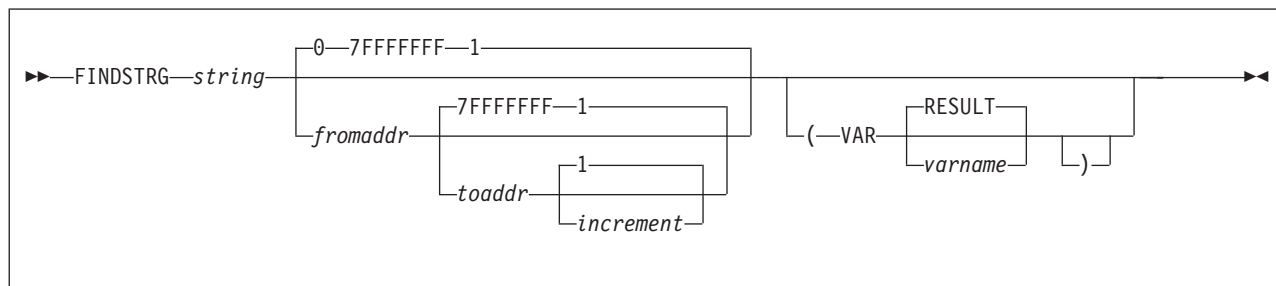 0 7FFFFFFF 1
FINDSTRG string
7FFFFFFF 1
RESULT
fromaddr
( VAR
1
varname
)
toaddr
increment